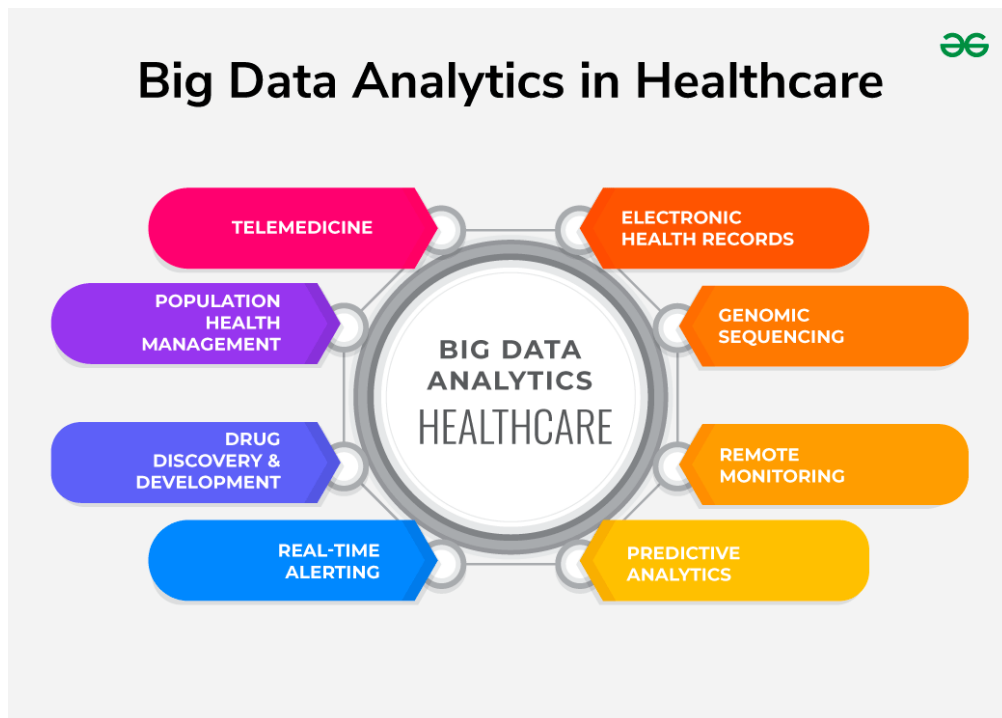 Big Data Analytics in Healthcare
TELEMEDICINE
ELECTRONIC
HEALTH RECORDS
POPULATION
HEALTH
MANAGEMENT
GENOMIC
SEQUENCING
BIG DATA
ANALYTICS
HEALTHCARE
DRUG
DISCOVERY &
DEVELOPMENT
REMOTE
MONITORING
REAL-TIME
ALERTING
PREDICTIVE
ANALYTICS